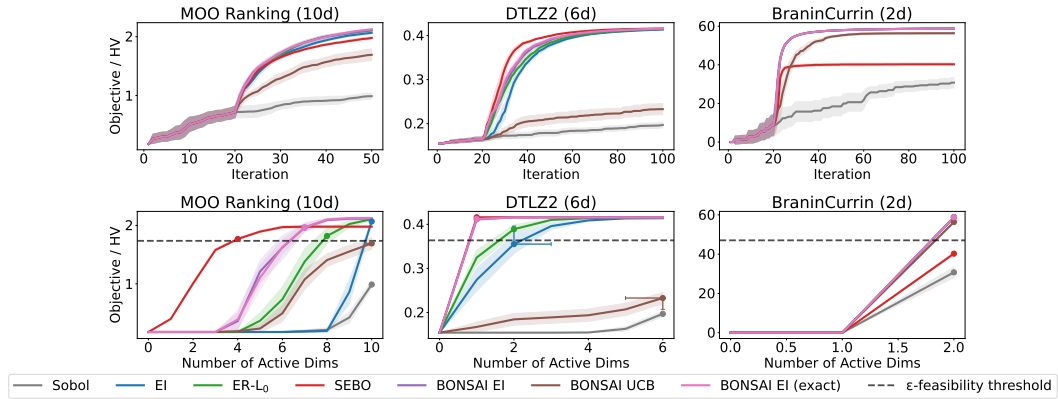 MOO Ranking (10d)
DTLZ2 (6d)
BraninCurrin (2d)
Objective / HV
2
1
0 10 20 30 40 50
Iteration
0.4
0.3
0.2
0 20 40 60 80 100
Iteration
60
40
20
0
0 20 40 60 80 100
Iteration
MOO Ranking (10d)
DTLZ2 (6d)
BraninCurrin (2d)
Objective / HV
2
1
0 2 4 6 8 10
Number of Active Dims
0.4
0.3
0.2
0 2 4 6
Number of Active Dims
60
40
20
0
0.0 0.5 1.0 1.5 2.0
Number of Active Dims
Sobol EI ER-L₀ SEBO BONSAI EI BONSAI UCB BONSAI EI (exact) ε-feasibility threshold